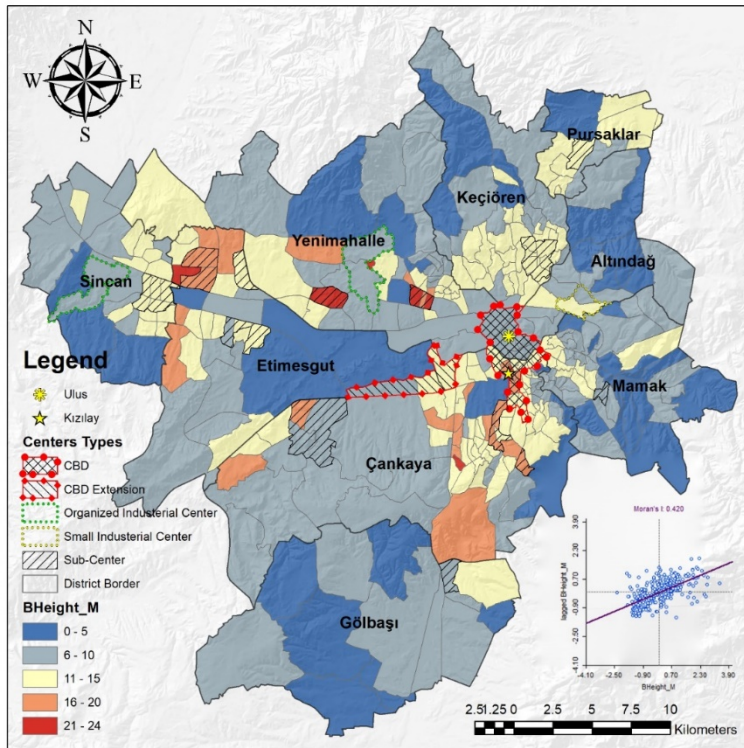 N
W E
S
Pursaklar
Keçiören
Yenimahalle
Altındağ
Sincan
Etimesgut
Mamak
Çankaya
Gölbaşı
Legend
Ulus
Kızılay
Centers Types
CBD
CBD Extension
Organized Industerial Center
Small Industerial Center
Sub-Center
District Border
BHeight_M
0 - 5
6 - 10
11 - 15
16 - 20
21 - 24
Moran's I: 0.420
lagged BHeight_M
3.90
2.30
0.70
-0.90
-2.50
-4.10
-4.10 -2.50 -0.90 0.70 2.30 3.90
BHeight_M
2.51.25 0 2.5 5 7.5 10
Kilometers